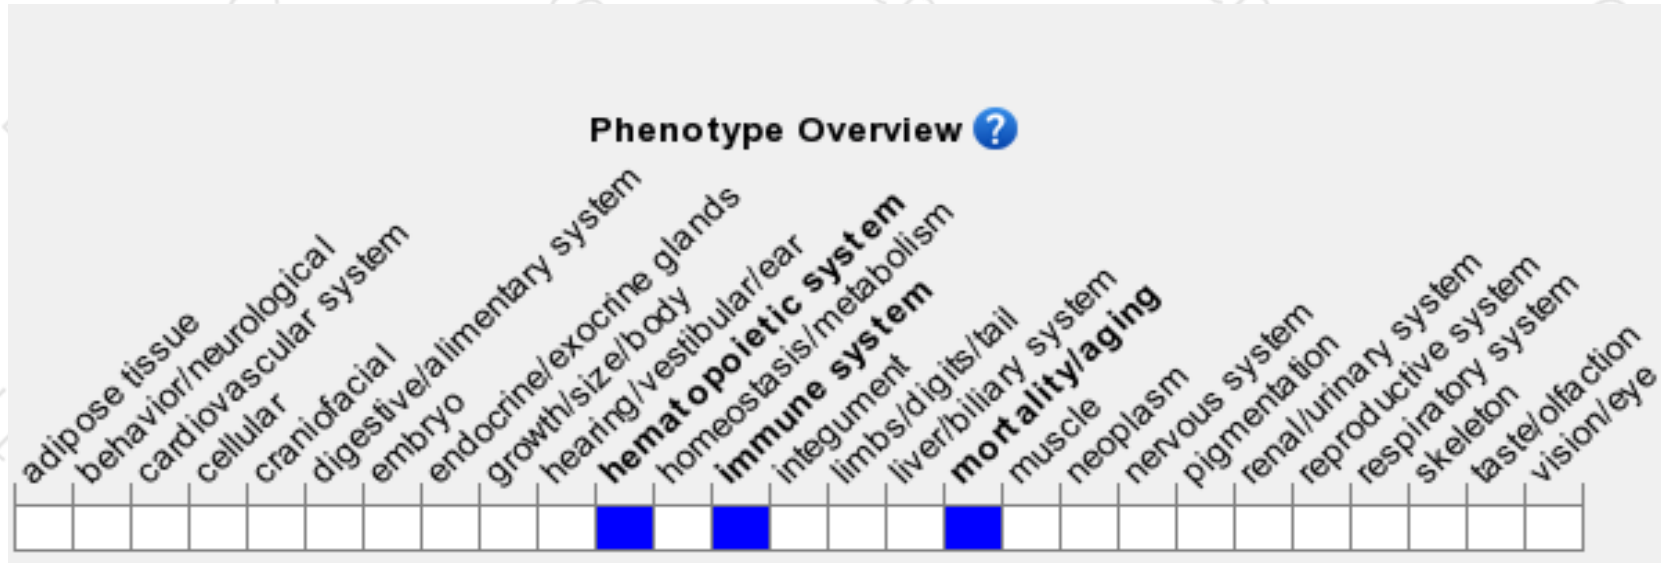 Phenotype Overview ?
adipose tissue
behavior/neurological
cardiovascular system
cellular
craniofacial
digestive/alimentary system
embryo
endocrine/exocrine glands
growth/size/body
hearing/vestibular/ear
hematopoietic system
homeostasis/metabolism
immune system
integument
limbs/digits/tail
liver/biliary system
mortality/aging
muscle
neoplasm
nervous system
pigmentation
renal/urinary system
reproductive system
respiratory system
skeleton
taste/olfaction
vision/eye